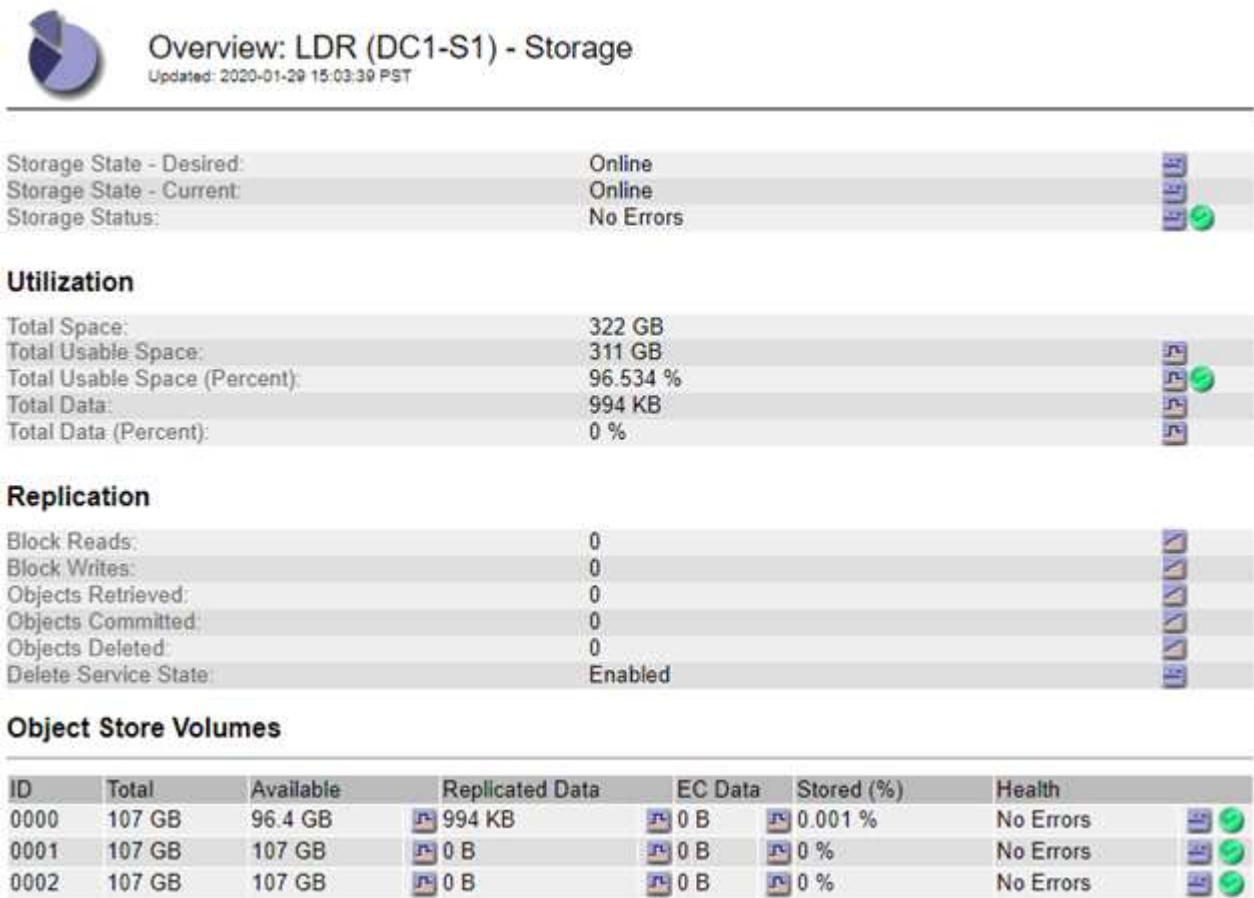 Overview: LDR (DC1-S1) - Storage
Updated: 2020-01-29 15:03:39 PST
Storage State - Desired: Online
Storage State - Current: Online
Storage Status: No Errors
Utilization
Total Space: 322 GB
Total Usable Space: 311 GB
Total Usable Space (Percent): 96.534 %
Total Data: 994 KB
Total Data (Percent): 0 %
Replication
Block Reads: 0
Block Writes: 0
Objects Retrieved: 0
Objects Committed: 0
Objects Deleted: 0
Delete Service State: Enabled
Object Store Volumes
ID Total Available Replicated Data EC Data Stored (%) Health
0000 107 GB 96.4 GB 994 KB 0 B 0.001 % No Errors
0001 107 GB 107 GB 0 B 0 B 0 % No Errors
0002 107 GB 107 GB 0 B 0 B 0 % No Errors